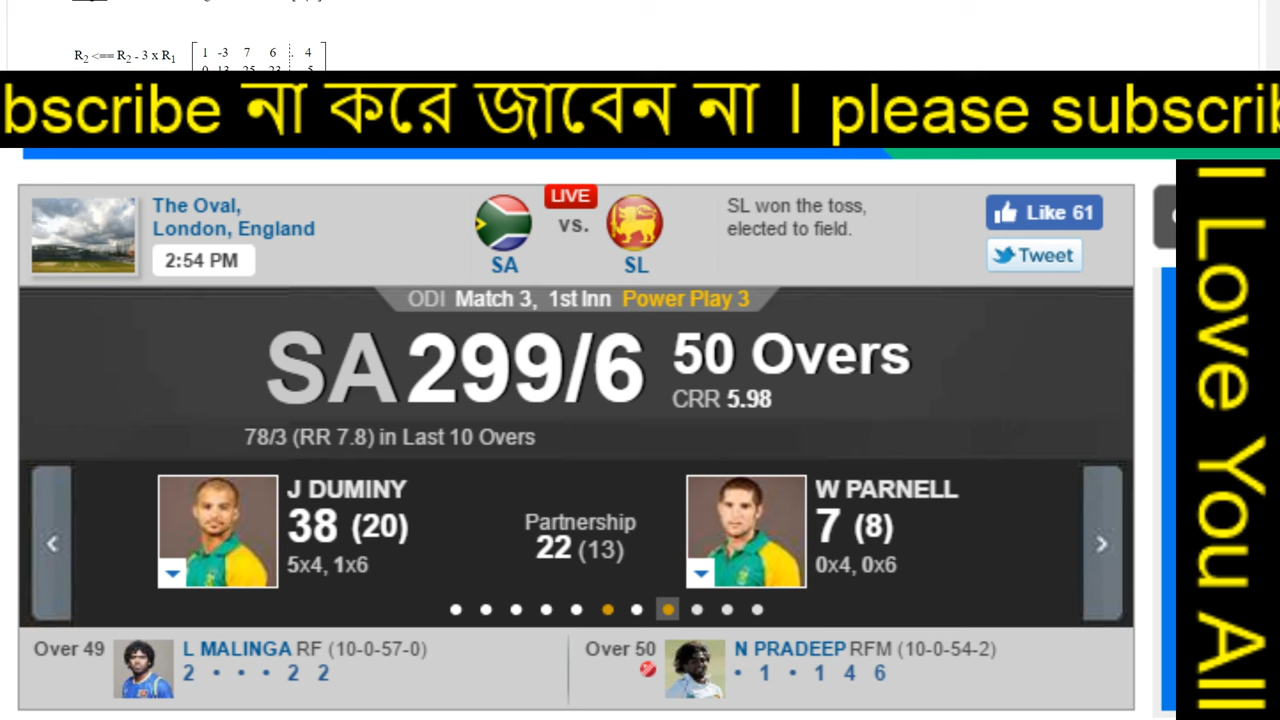 R2 <== R2 - 3 x R1
1 -3 7 6 4
bscribe না করে জাবেন না । please subscrib
The Oval,
London, England
2:54 PM
LIVE
vs.
SA
SL
SL won the toss,
elected to field.
Like 61
Tweet
ODI Match 3, 1st Inn Power Play 3
SA 299/6 50 Overs
CRR 5.98
78/3 (RR 7.8) in Last 10 Overs
J DUMINY
38 (20)
5x4, 1x6
Partnership
22 (13)
W PARNELL
7 (8)
0x4, 0x6
Over 49 L MALINGA RF (10-0-57-0)
2 • • • 2 2
Over 50 N PRADEEP RFM (10-0-54-2)
• 1 • 1 4 6
I Love You All